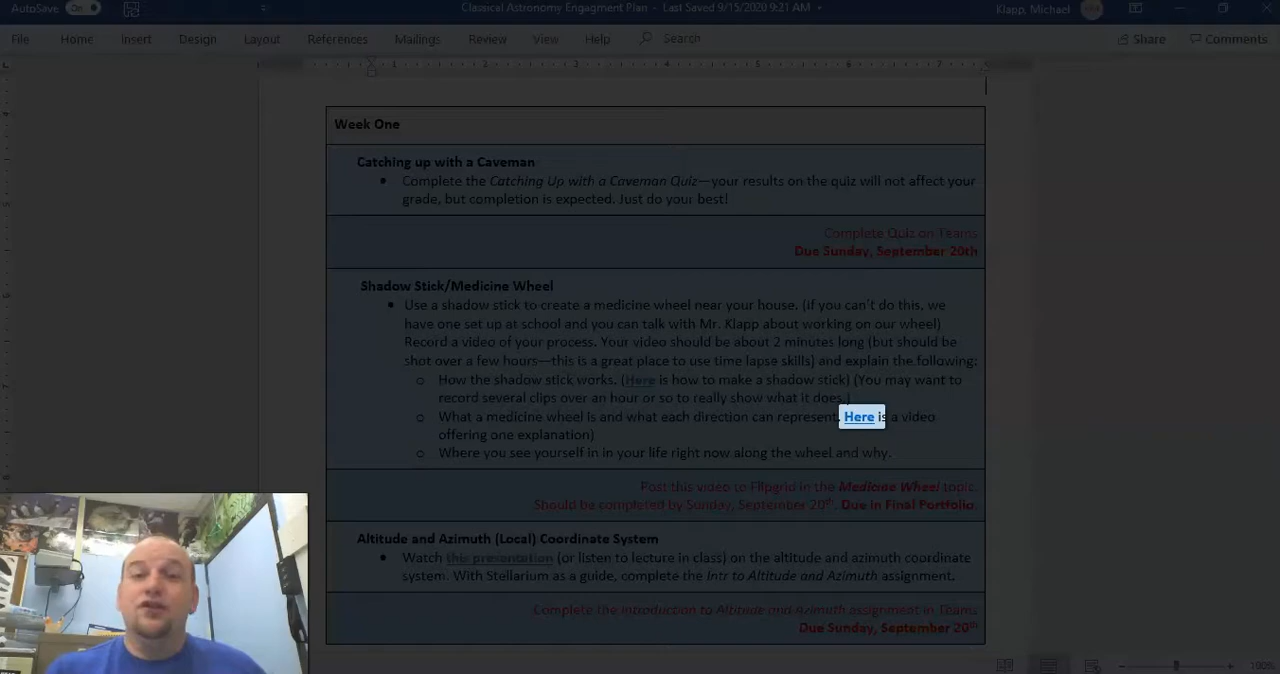 AutoSave On
Classical Astronomy Engagment Plan - Last Saved 9/15/2020 9:21 AM
Klapp, Michael
File Home Insert Design Layout References Mailings Review View Help Search Share Comments
1 2 3 4 5 6 7
Week One
Catching up with a Caveman
• Complete the Catching Up with a Caveman Quiz—your results on the quiz will not affect your
grade, but completion is expected. Just do your best!
Complete Quiz on Teams
Due Sunday, September 20th
Shadow Stick/Medicine Wheel
• Use a shadow stick to create a medicine wheel near your house. (if you can't do this, we
have one set up at school and you can talk with Mr. Klapp about working on our wheel)
Record a video of your process. Your video should be about 2 minutes long (but should be
shot over a few hours—this is a great place to use time lapse skills) and explain the following:
o How the shadow stick works. (Here is how to make a shadow stick) (You may want to
record several clips over an hour or so to really show what it does.)
o What a medicine wheel is and what each direction can represent. Here is a video
offering one explanation)
o Where you see yourself in in your life right now along the wheel and why.
Post this video to Flipgrid in the Medicine Wheel topic.
Should be completed by Sunday, September 20th. Due in Final Portfolio.
Altitude and Azimuth (Local) Coordinate System
• Watch this presentation (or listen to lecture in class) on the altitude and azimuth coordinate
system. With Stellarium as a guide, complete the Intr to Altitude and Azimuth assignment.
Complete the Introduction to Altitude and Azimuth assignment in Teams
Due Sunday, September 20th
190%